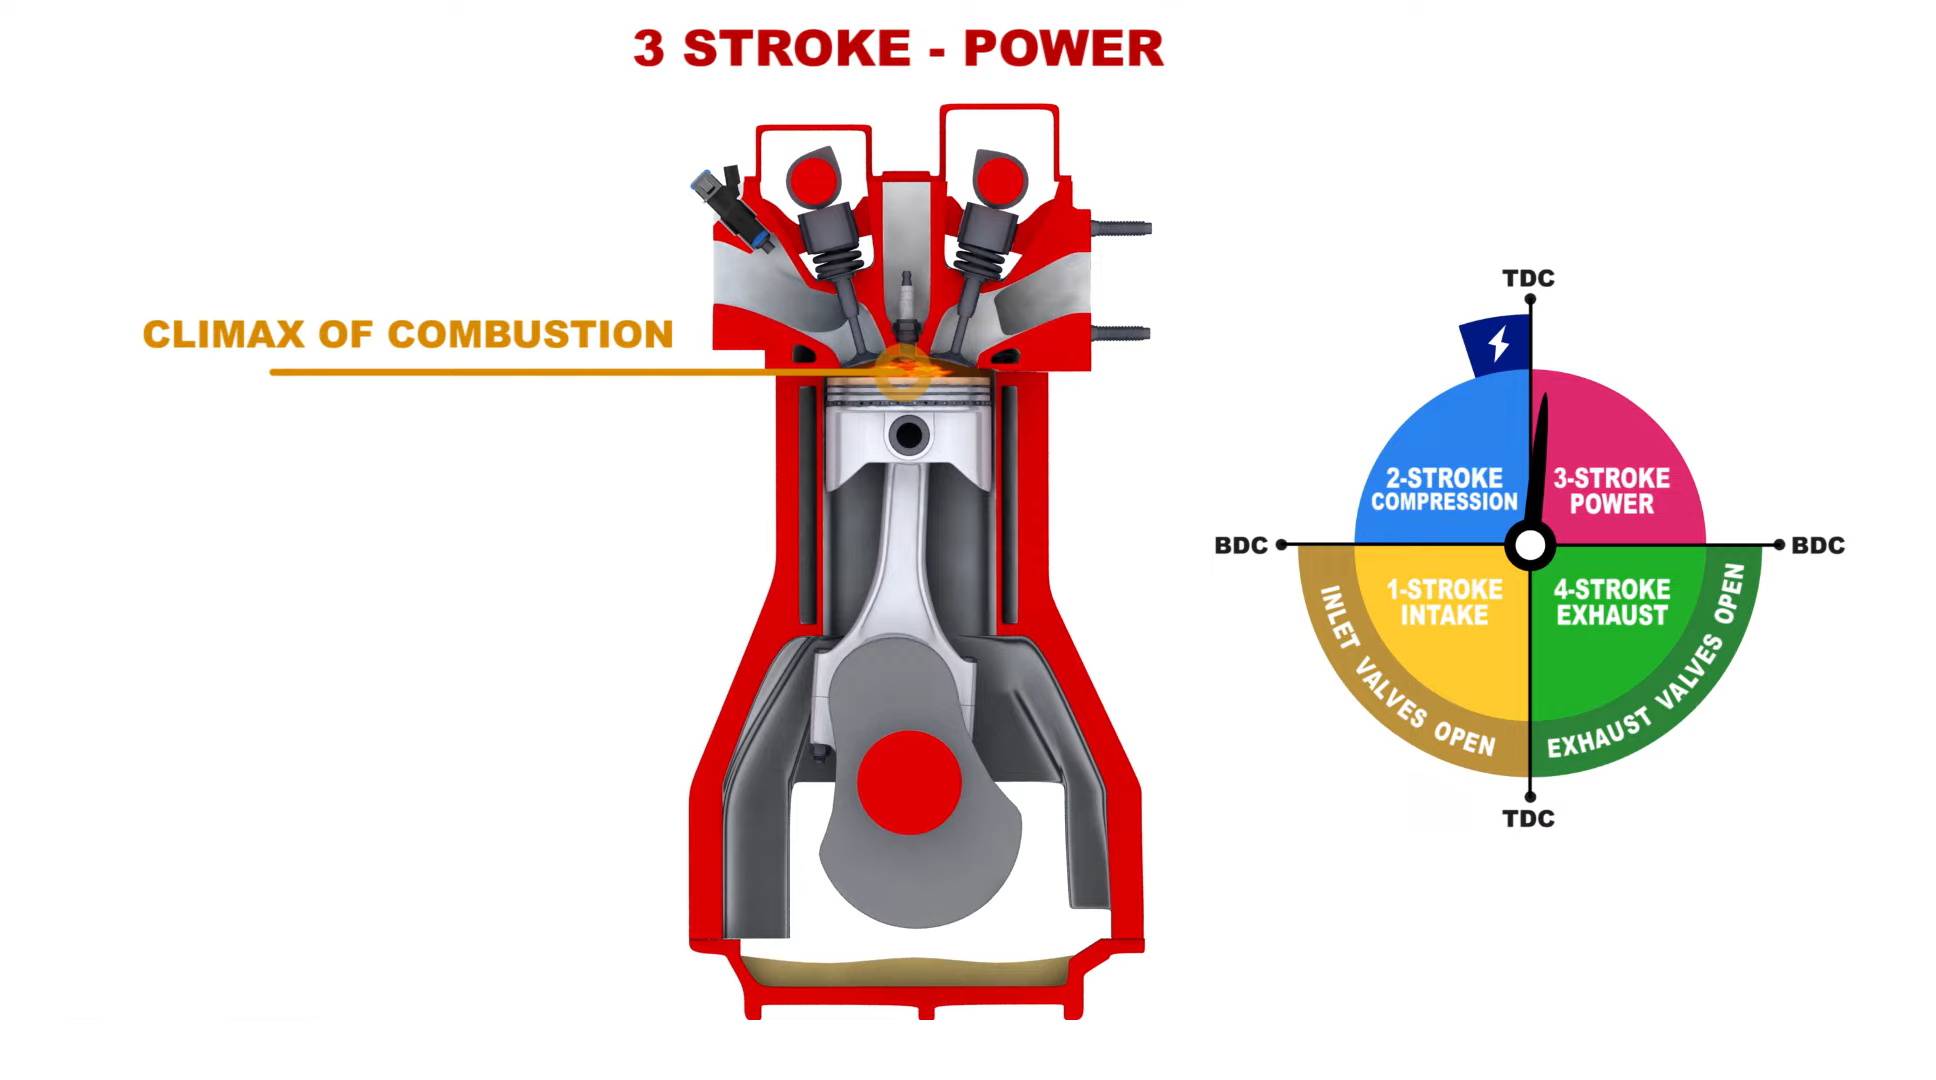 3 STROKE - POWER
CLIMAX OF COMBUSTION
TDC
2-STROKE
COMPRESSION
3-STROKE
POWER
BDC
BDC
1-STROKE
INTAKE
4-STROKE
EXHAUST
INLET VALVES OPEN
EXHAUST VALVES OPEN
TDC